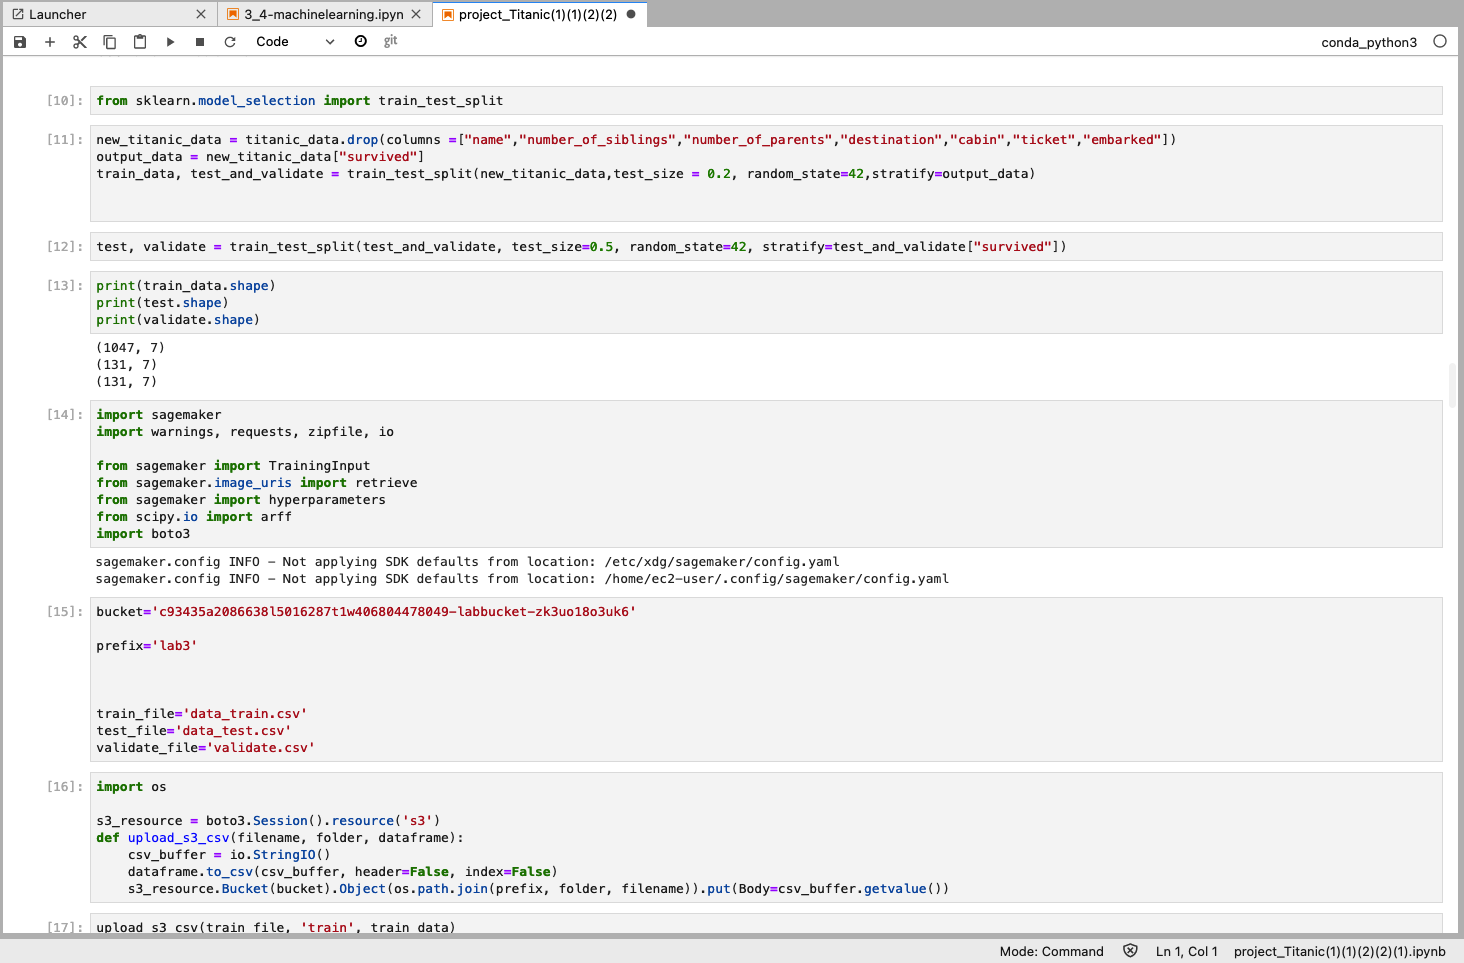 Launcher
3_4-machinelearning.ipyn
project_Titanic(1)(1)(2)(2)
Code
git
conda_python3
[10]: from sklearn.model_selection import train_test_split
[11]: new_titanic_data = titanic_data.drop(columns =["name","number_of_siblings","number_of_parents","destination","cabin","ticket","embarked"])
output_data = new_titanic_data["survived"]
train_data, test_and_validate = train_test_split(new_titanic_data,test_size = 0.2, random_state=42,stratify=output_data)
[12]: test, validate = train_test_split(test_and_validate, test_size=0.5, random_state=42, stratify=test_and_validate["survived"])
[13]: print(train_data.shape)
print(test.shape)
print(validate.shape)
(1047, 7)
(131, 7)
(131, 7)
[14]: import sagemaker
import warnings, requests, zipfile, io
from sagemaker import TrainingInput
from sagemaker.image_uris import retrieve
from sagemaker import hyperparameters
from scipy.io import arff
import boto3
sagemaker.config INFO - Not applying SDK defaults from location: /etc/xdg/sagemaker/config.yaml
sagemaker.config INFO - Not applying SDK defaults from location: /home/ec2-user/.config/sagemaker/config.yaml
[15]: bucket='c93435a2086638l5016287t1w406804478049-labbucket-zk3uo18o3uk6'
prefix='lab3'
train_file='data_train.csv'
test_file='data_test.csv'
validate_file='validate.csv'
[16]: import os
s3_resource = boto3.Session().resource('s3')
def upload_s3_csv(filename, folder, dataframe):
    csv_buffer = io.StringIO()
    dataframe.to_csv(csv_buffer, header=False, index=False)
    s3_resource.Bucket(bucket).Object(os.path.join(prefix, folder, filename)).put(Body=csv_buffer.getvalue())
[17]: upload_s3_csv(train_file, 'train', train_data)
Mode: Command
Ln 1, Col 1
project_Titanic(1)(1)(2)(2)(1).ipynb